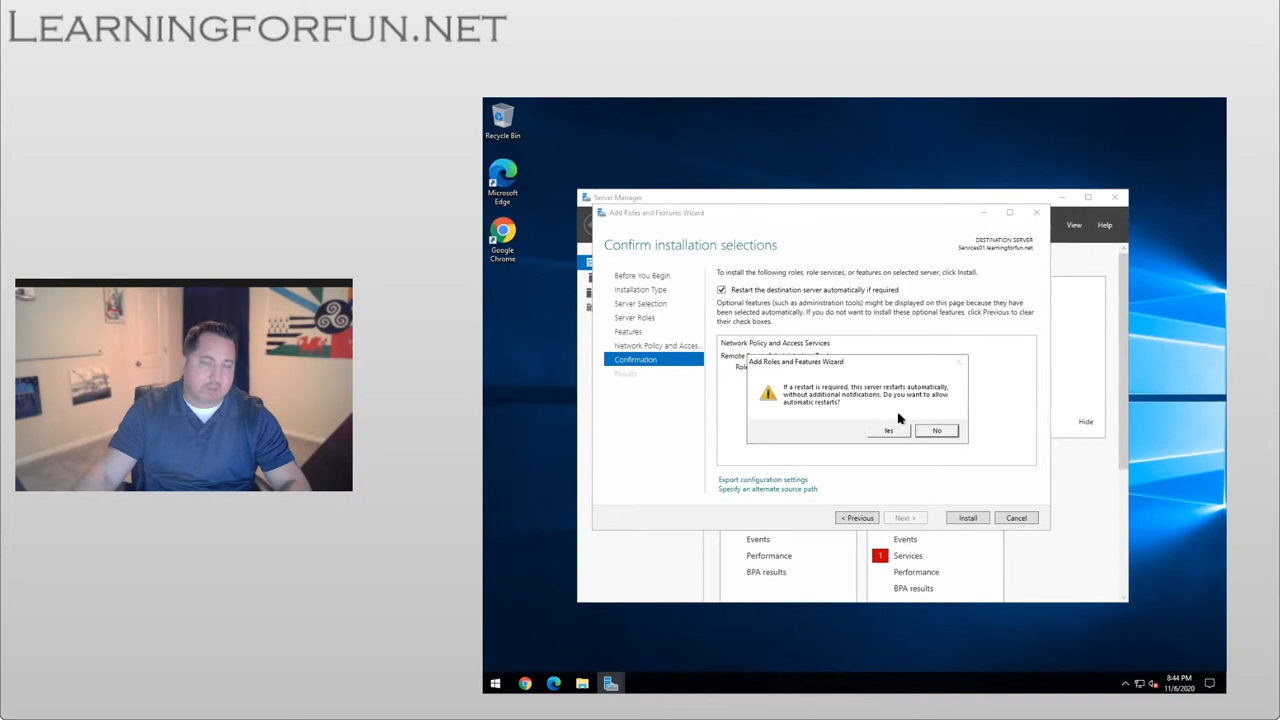 Learningforfun.net
Recycle Bin
Microsoft
Edge
Google
Chrome
Server Manager
View
Help
Add Roles and Features Wizard
Confirm installation selections
DESTINATION SERVER
Services01.learningforfun.net
Before You Begin
Installation Type
Server Selection
Server Roles
Features
Network Policy and Acces...
Confirmation
Results
To install the following roles, role services, or features on selected server, click Install.
Restart the destination server automatically if required
Optional features (such as administration tools) might be displayed on this page because they have
been selected automatically. If you do not want to install these optional features, click Previous to clear
their check boxes.
Network Policy and Access Services
Add Roles and Features Wizard
If a restart is required, this server restarts automatically,
without additional notifications. Do you want to allow
automatic restarts?
Yes
No
Hide
Export configuration settings
Specify an alternate source path
< Previous
Next >
Install
Cancel
Events
Performance
BPA results
Events
1 Services
Performance
BPA results
8:44 PM
11/6/2020